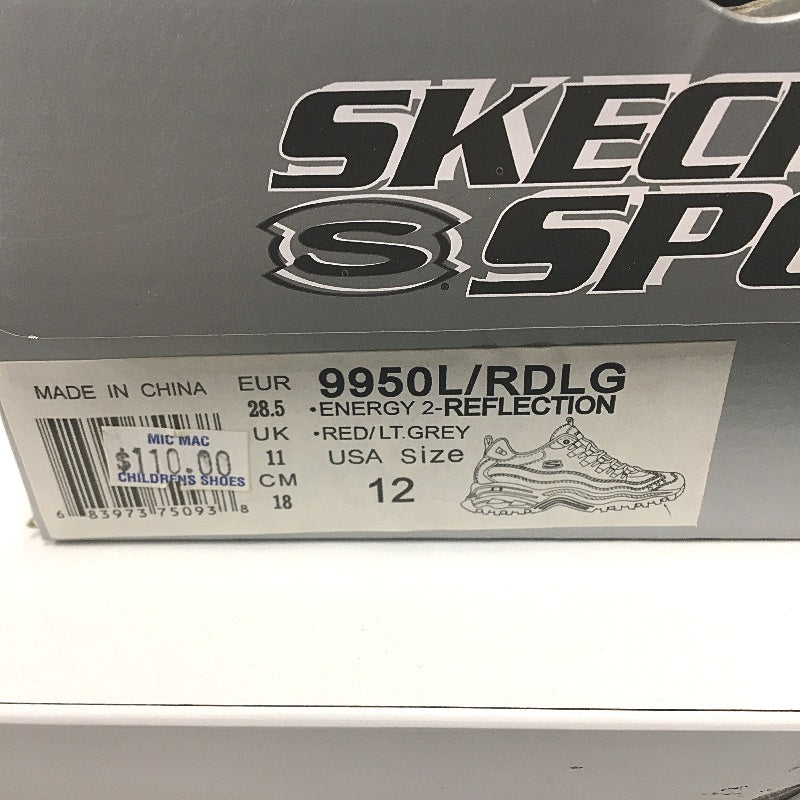 SKECH
S
SPO
MADE IN CHINA
EUR
28.5
UK
11
CM
18
9950L/RDLG
•ENERGY 2-REFLECTION
•RED/LT.GREY
USA Size
12
MIC MAC
$110.00
CHILDRENS SHOES
6 83973 75093 8